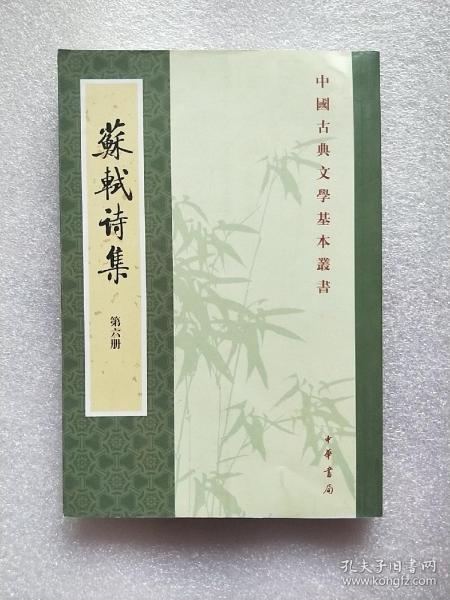 中國古典文學基本叢書
蘇軾诗集
第六册
中華書局
孔夫子旧书网
www.kongfz.com